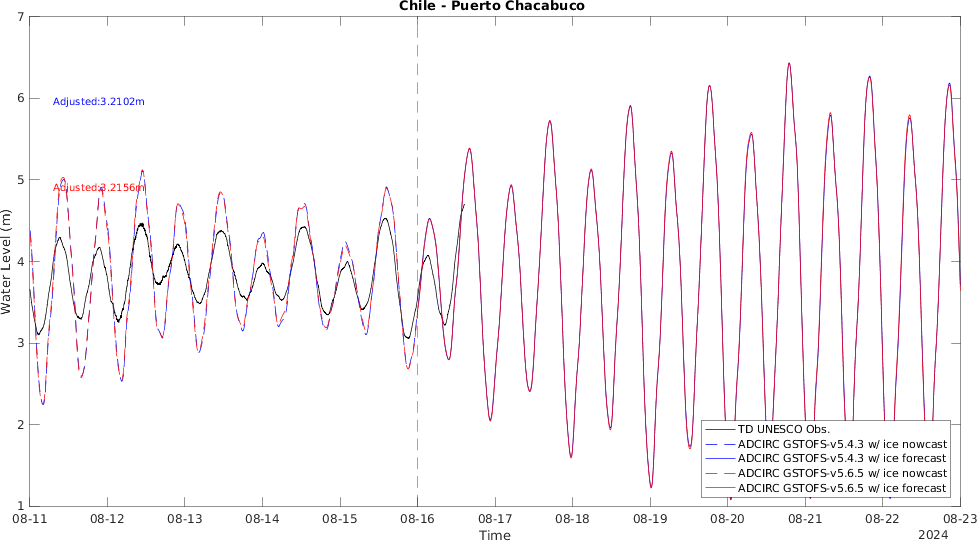 Chile - Puerto Chacabuco
7
6
5
4
3
2
1
Water Level (m)
Adjusted:3.2102m
Adjusted:3.2156m
TD UNESCO Obs.
ADCIRC GSTOFS-v5.4.3 w/ ice nowcast
ADCIRC GSTOFS-v5.4.3 w/ ice forecast
ADCIRC GSTOFS-v5.6.5 w/ ice nowcast
ADCIRC GSTOFS-v5.6.5 w/ ice forecast
08-11 08-12 08-13 08-14 08-15 08-16 08-17 08-18 08-19 08-20 08-21 08-22 08-23
Time
2024